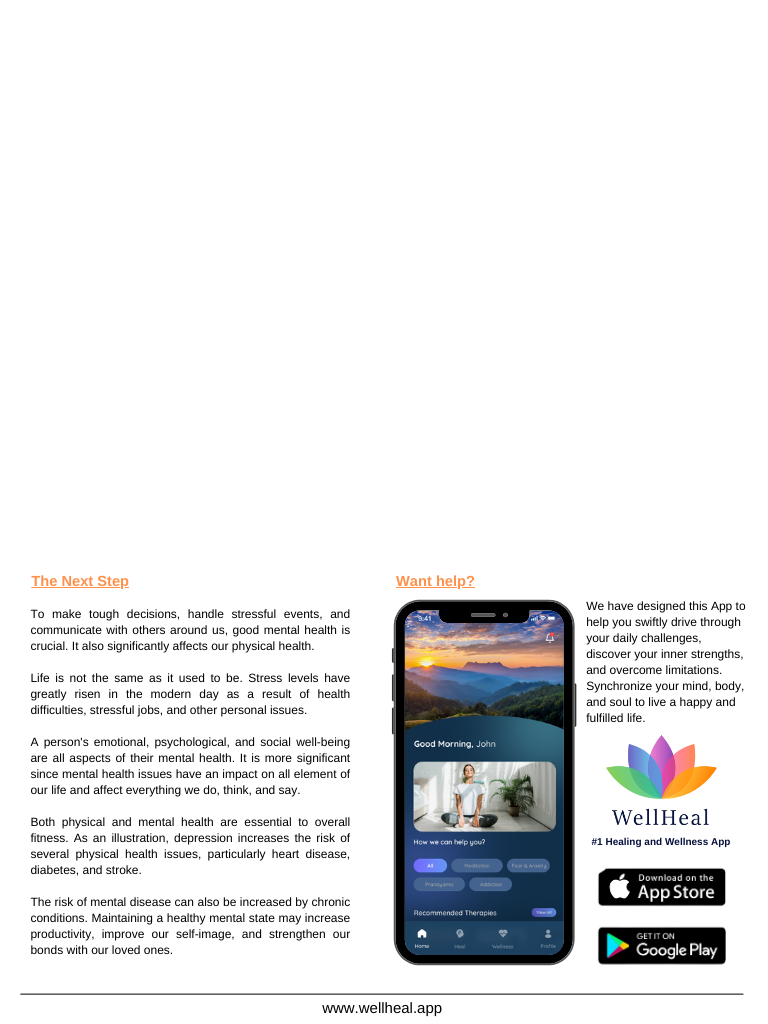 The Next Step
To make tough decisions, handle stressful events, and
communicate with others around us, good mental health is
crucial. It also significantly affects our physical health.
Life is not the same as it used to be. Stress levels have
greatly risen in the modern day as a result of health
difficulties, stressful jobs, and other personal issues.
A person's emotional, psychological, and social well-being
are all aspects of their mental health. It is more significant
since mental health issues have an impact on all element of
our life and affect everything we do, think, and say.
Both physical and mental health are essential to overall
fitness. As an illustration, depression increases the risk of
several physical health issues, particularly heart disease,
diabetes, and stroke.
The risk of mental disease can also be increased by chronic
conditions. Maintaining a healthy mental state may increase
productivity, improve our self-image, and strengthen our
bonds with our loved ones.
Want help?
9:41
Good Morning, John
How we can help you?
All
Meditation
Fear & Anxiety
Pranayama
Addiction
Recommended Therapies
View All
Home
Heal
Wellness
Profile
We have designed this App to
help you swiftly drive through
your daily challenges,
discover your inner strengths,
and overcome limitations.
Synchronize your mind, body,
and soul to live a happy and
fulfilled life.
WellHeal
#1 Healing and Wellness App
Download on the
App Store
GET IT ON
Google Play
www.wellheal.app